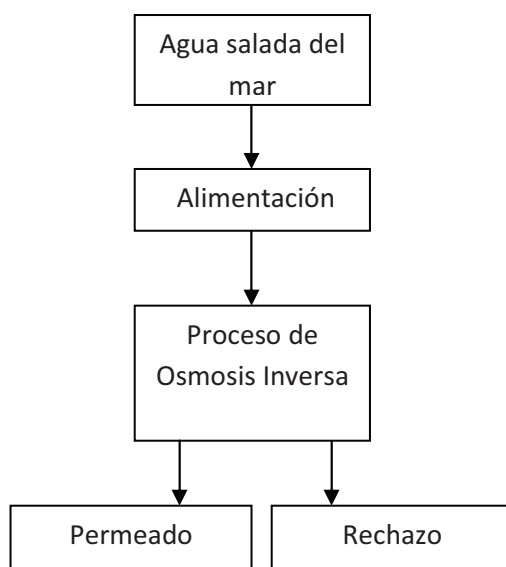 Agua salada del
mar
Alimentación
Proceso de
Osmosis Inversa
Permeado
Rechazo